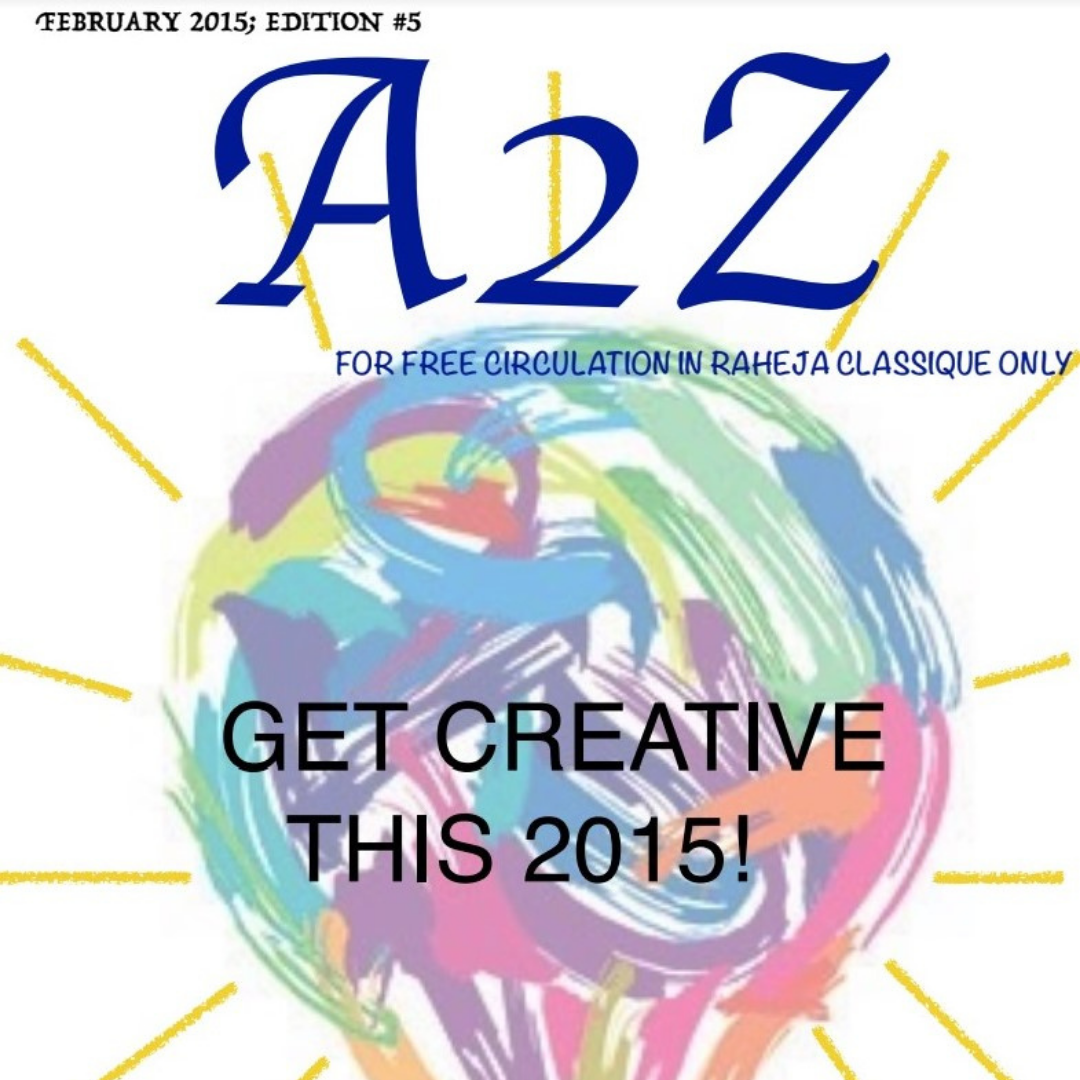 FEBRUARY 2015; EDITION #5
A2Z
FOR FREE CIRCULATION IN RAHEJA CLASSIQUE ONLY
GET CREATIVE
THIS 2015!